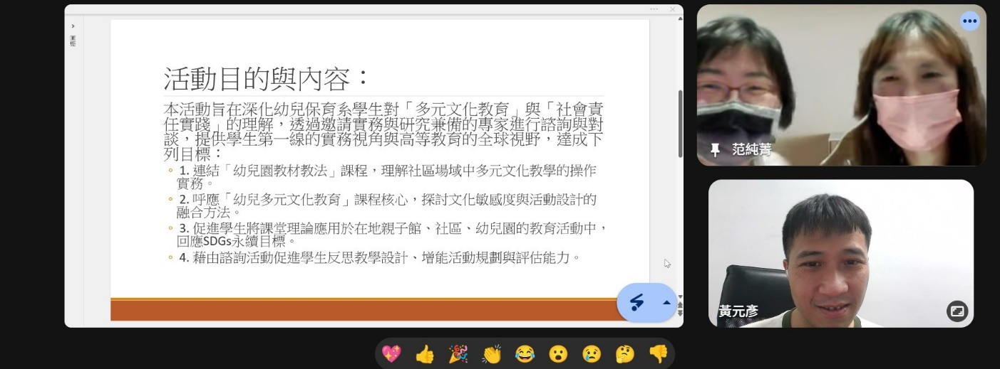 活動目的與內容：
本活動旨在深化幼兒保育系學生對「多元文化教育」與「社會責
任實踐」的理解，透過邀請實務與研究兼備的專家進行諮詢與對
談，提供學生第一線的實務視角與高等教育的全球視野，達成下
列目標：
1. 連結「幼兒園教材教法」課程，理解社區場域中多元文化教學的操作
實務。
2. 呼應「幼兒多元文化教育」課程核心，探討文化敏感度與活動設計的
融合方法。
3. 促進學生將課堂理論應用於在地親子館、社區、幼兒園的教育活動中，
回應SDGs永續目標。
4. 藉由諮詢活動促進學生反思教學設計、增能活動規劃與評估能力。
范純菁
黃元彥